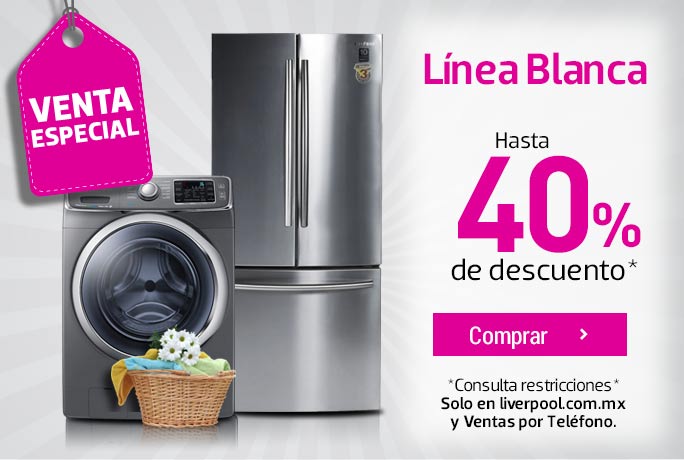 VENTA
ESPECIAL
Línea Blanca
Hasta
40%
de descuento*
Comprar >
*Consulta restricciones*
Solo en liverpool.com.mx
y Ventas por Teléfono.